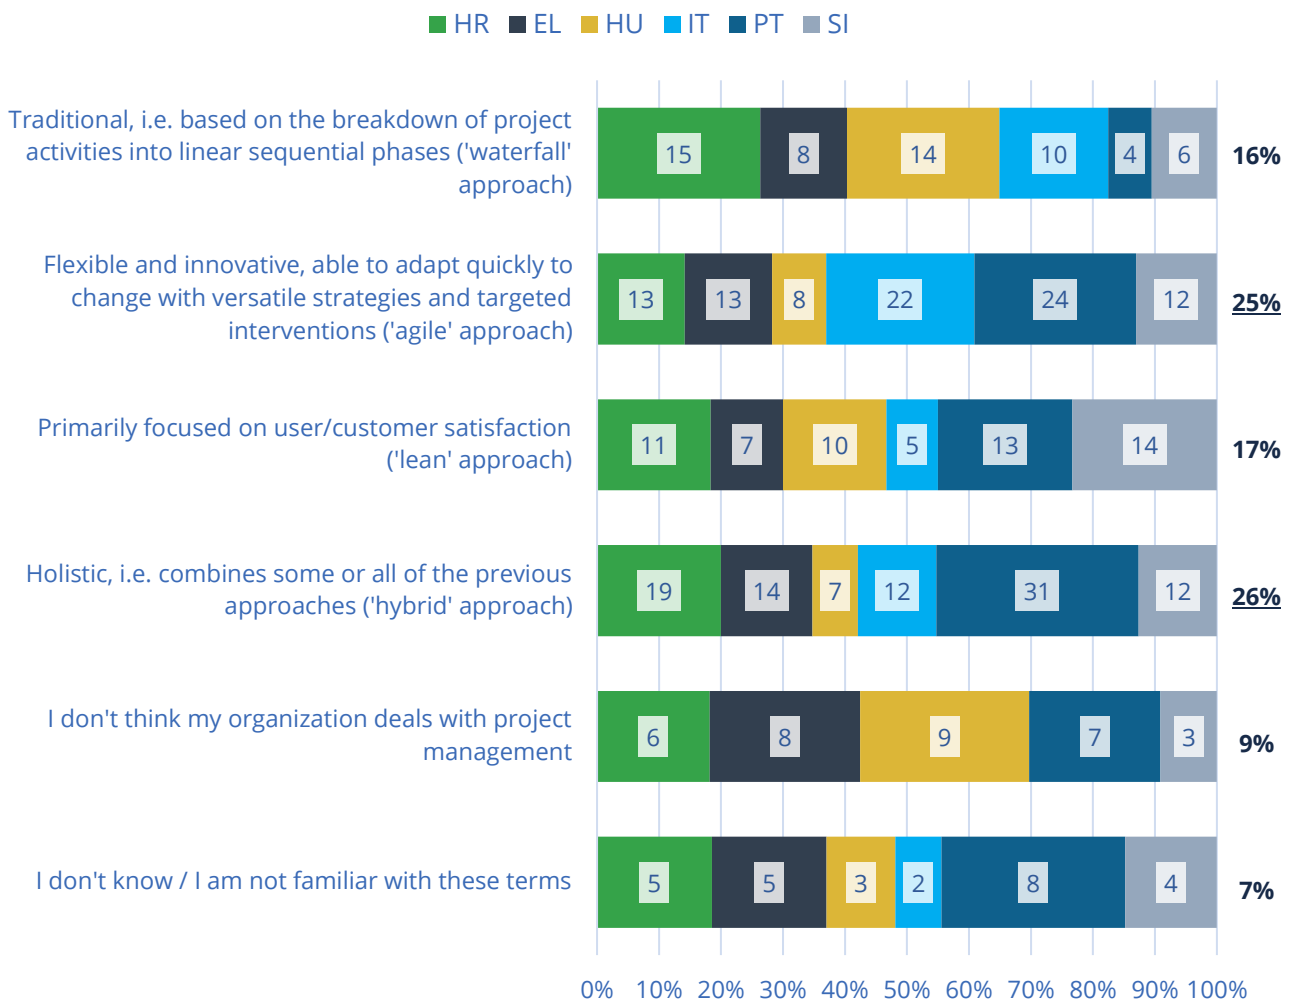 HR EL HU IT PT SI
Traditional, i.e. based on the breakdown of project
activities into linear sequential phases ('waterfall'
approach)
15 8 14 10 4 6 16%
Flexible and innovative, able to adapt quickly to
change with versatile strategies and targeted
interventions ('agile' approach)
13 13 8 22 24 12 25%
Primarily focused on user/customer satisfaction
('lean' approach)
11 7 10 5 13 14 17%
Holistic, i.e. combines some or all of the previous
approaches ('hybrid' approach)
19 14 7 12 31 12 26%
I don't think my organization deals with project
management
6 8 9 7 3 9%
I don't know / I am not familiar with these terms
5 5 3 2 8 4 7%
0% 10% 20% 30% 40% 50% 60% 70% 80% 90% 100%